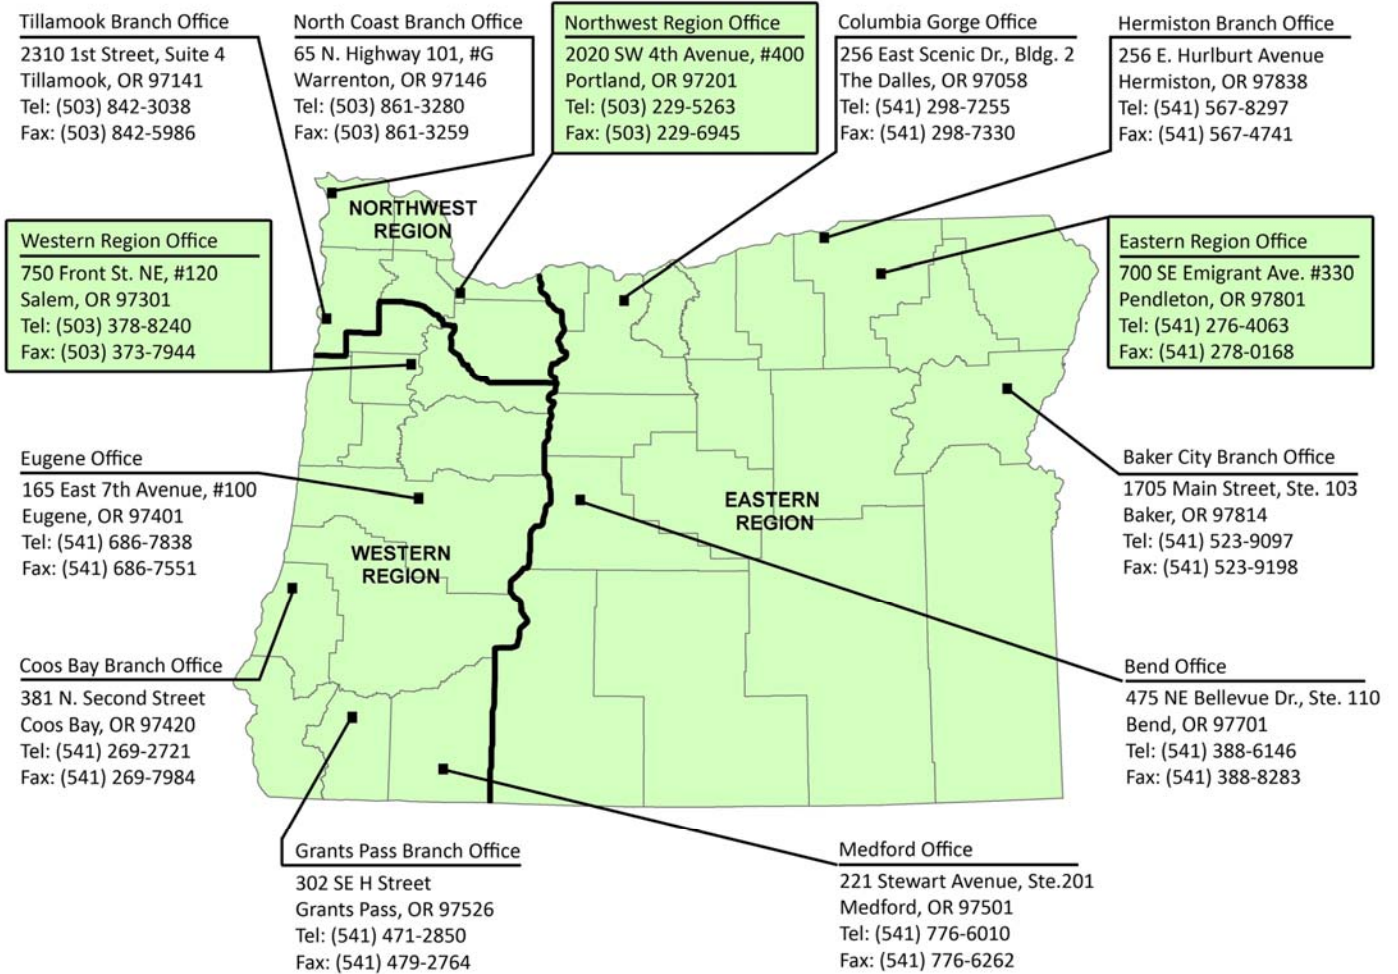 Tillamook Branch Office
2310 1st Street, Suite 4
Tillamook, OR 97141
Tel: (503) 842-3038
Fax: (503) 842-5986
North Coast Branch Office
65 N. Highway 101, #G
Warrenton, OR 97146
Tel: (503) 861-3280
Fax: (503) 861-3259
Northwest Region Office
2020 SW 4th Avenue, #400
Portland, OR 97201
Tel: (503) 229-5263
Fax: (503) 229-6945
Columbia Gorge Office
256 East Scenic Dr., Bldg. 2
The Dalles, OR 97058
Tel: (541) 298-7255
Fax: (541) 298-7330
Hermiston Branch Office
256 E. Hurlburt Avenue
Hermiston, OR 97838
Tel: (541) 567-8297
Fax: (541) 567-4741
NORTHWEST
REGION
Western Region Office
750 Front St. NE, #120
Salem, OR 97301
Tel: (503) 378-8240
Fax: (503) 373-7944
Eastern Region Office
700 SE Emigrant Ave. #330
Pendleton, OR 97801
Tel: (541) 276-4063
Fax: (541) 278-0168
Eugene Office
165 East 7th Avenue, #100
Eugene, OR 97401
Tel: (541) 686-7838
Fax: (541) 686-7551
WESTERN
REGION
EASTERN
REGION
Baker City Branch Office
1705 Main Street, Ste. 103
Baker, OR 97814
Tel: (541) 523-9097
Fax: (541) 523-9198
Coos Bay Branch Office
381 N. Second Street
Coos Bay, OR 97420
Tel: (541) 269-2721
Fax: (541) 269-7984
Bend Office
475 NE Bellevue Dr., Ste. 110
Bend, OR 97701
Tel: (541) 388-6146
Fax: (541) 388-8283
Grants Pass Branch Office
302 SE H Street
Grants Pass, OR 97526
Tel: (541) 471-2850
Fax: (541) 479-2764
Medford Office
221 Stewart Avenue, Ste.201
Medford, OR 97501
Tel: (541) 776-6010
Fax: (541) 776-6262